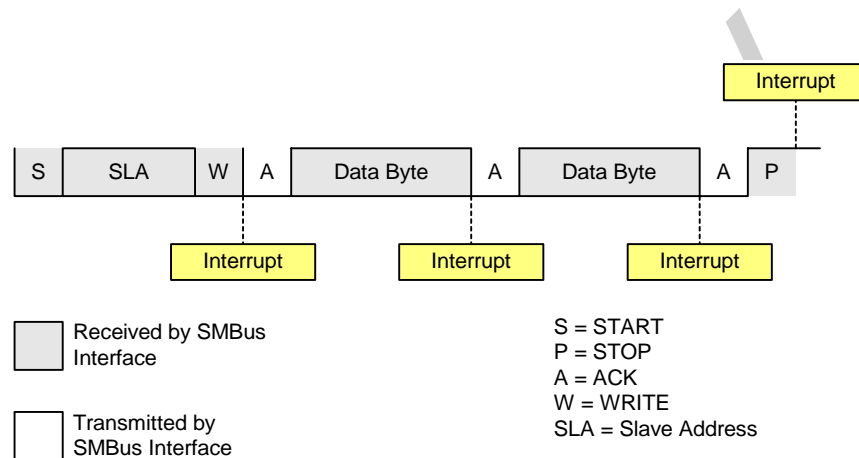 Interrupt
S SLA W A Data Byte A Data Byte A P
Interrupt Interrupt Interrupt
Received by SMBus
Interface
Transmitted by
SMBus Interface
S = START
P = STOP
A = ACK
W = WRITE
SLA = Slave Address